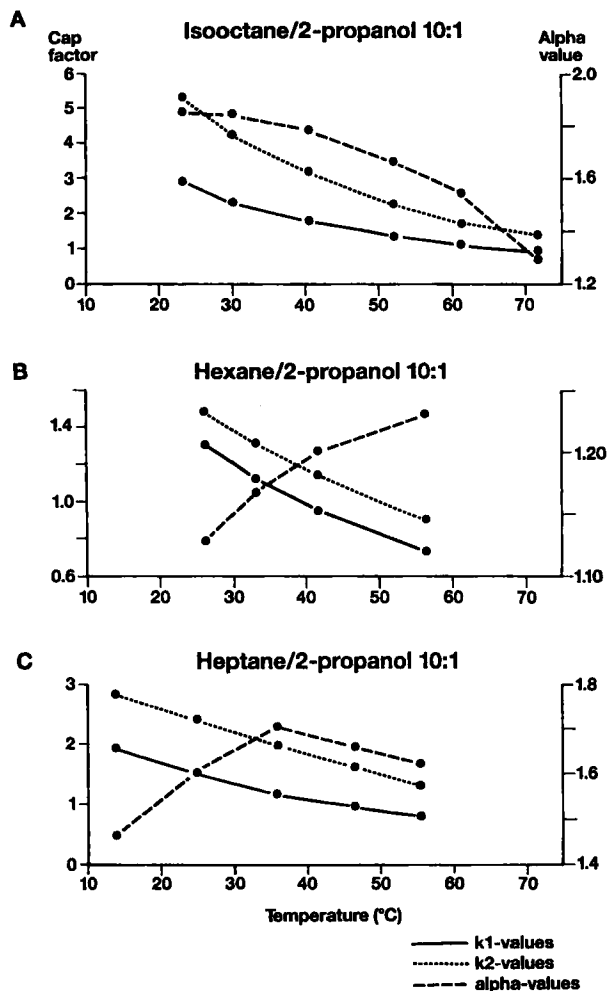 A
Isooctane/2-propanol 10:1
Cap factor
Alpha value
6
5
4
3
2
1
0
2.0
1.6
1.2
10 20 30 40 50 60 70
B
Hexane/2-propanol 10:1
1.4
1.0
0.6
1.20
1.10
10 20 30 40 50 60 70
C
Heptane/2-propanol 10:1
3
2
1
0
1.8
1.6
1.4
10 20 30 40 50 60 70
Temperature (°C)
k1-values
k2-values
alpha-values